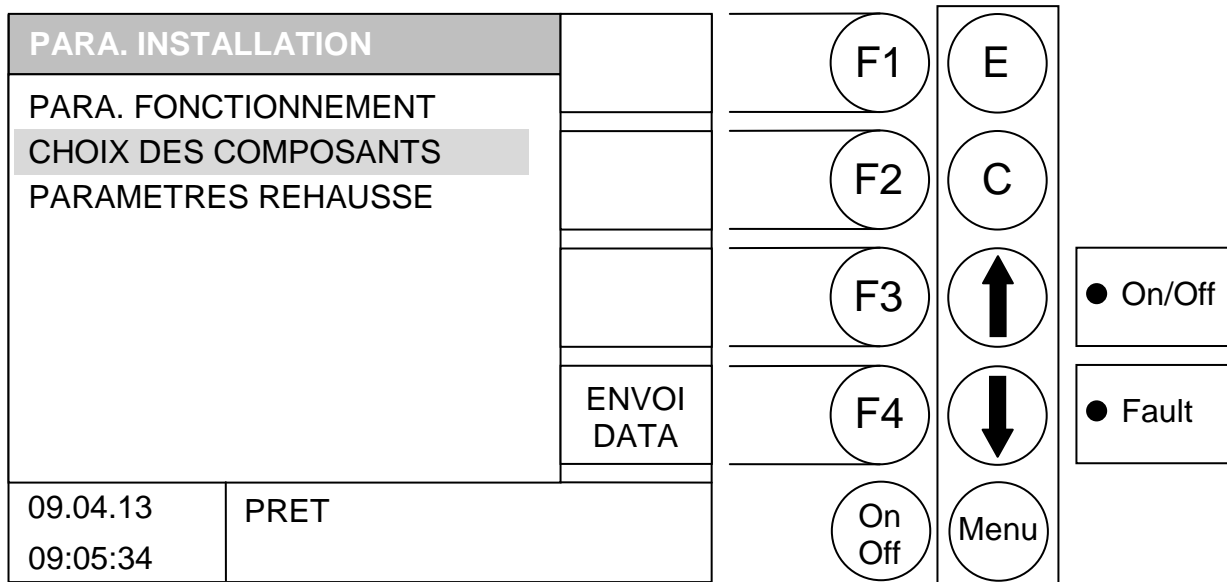 PARA. INSTALLATION
PARA. FONCTIONNEMENT
CHOIX DES COMPOSANTS
PARAMETRES REHAUSSE
ENVOI
DATA
09.04.13
09:05:34
PRET
F1
E
F2
C
F3
On/Off
F4
Fault
On
Off
Menu